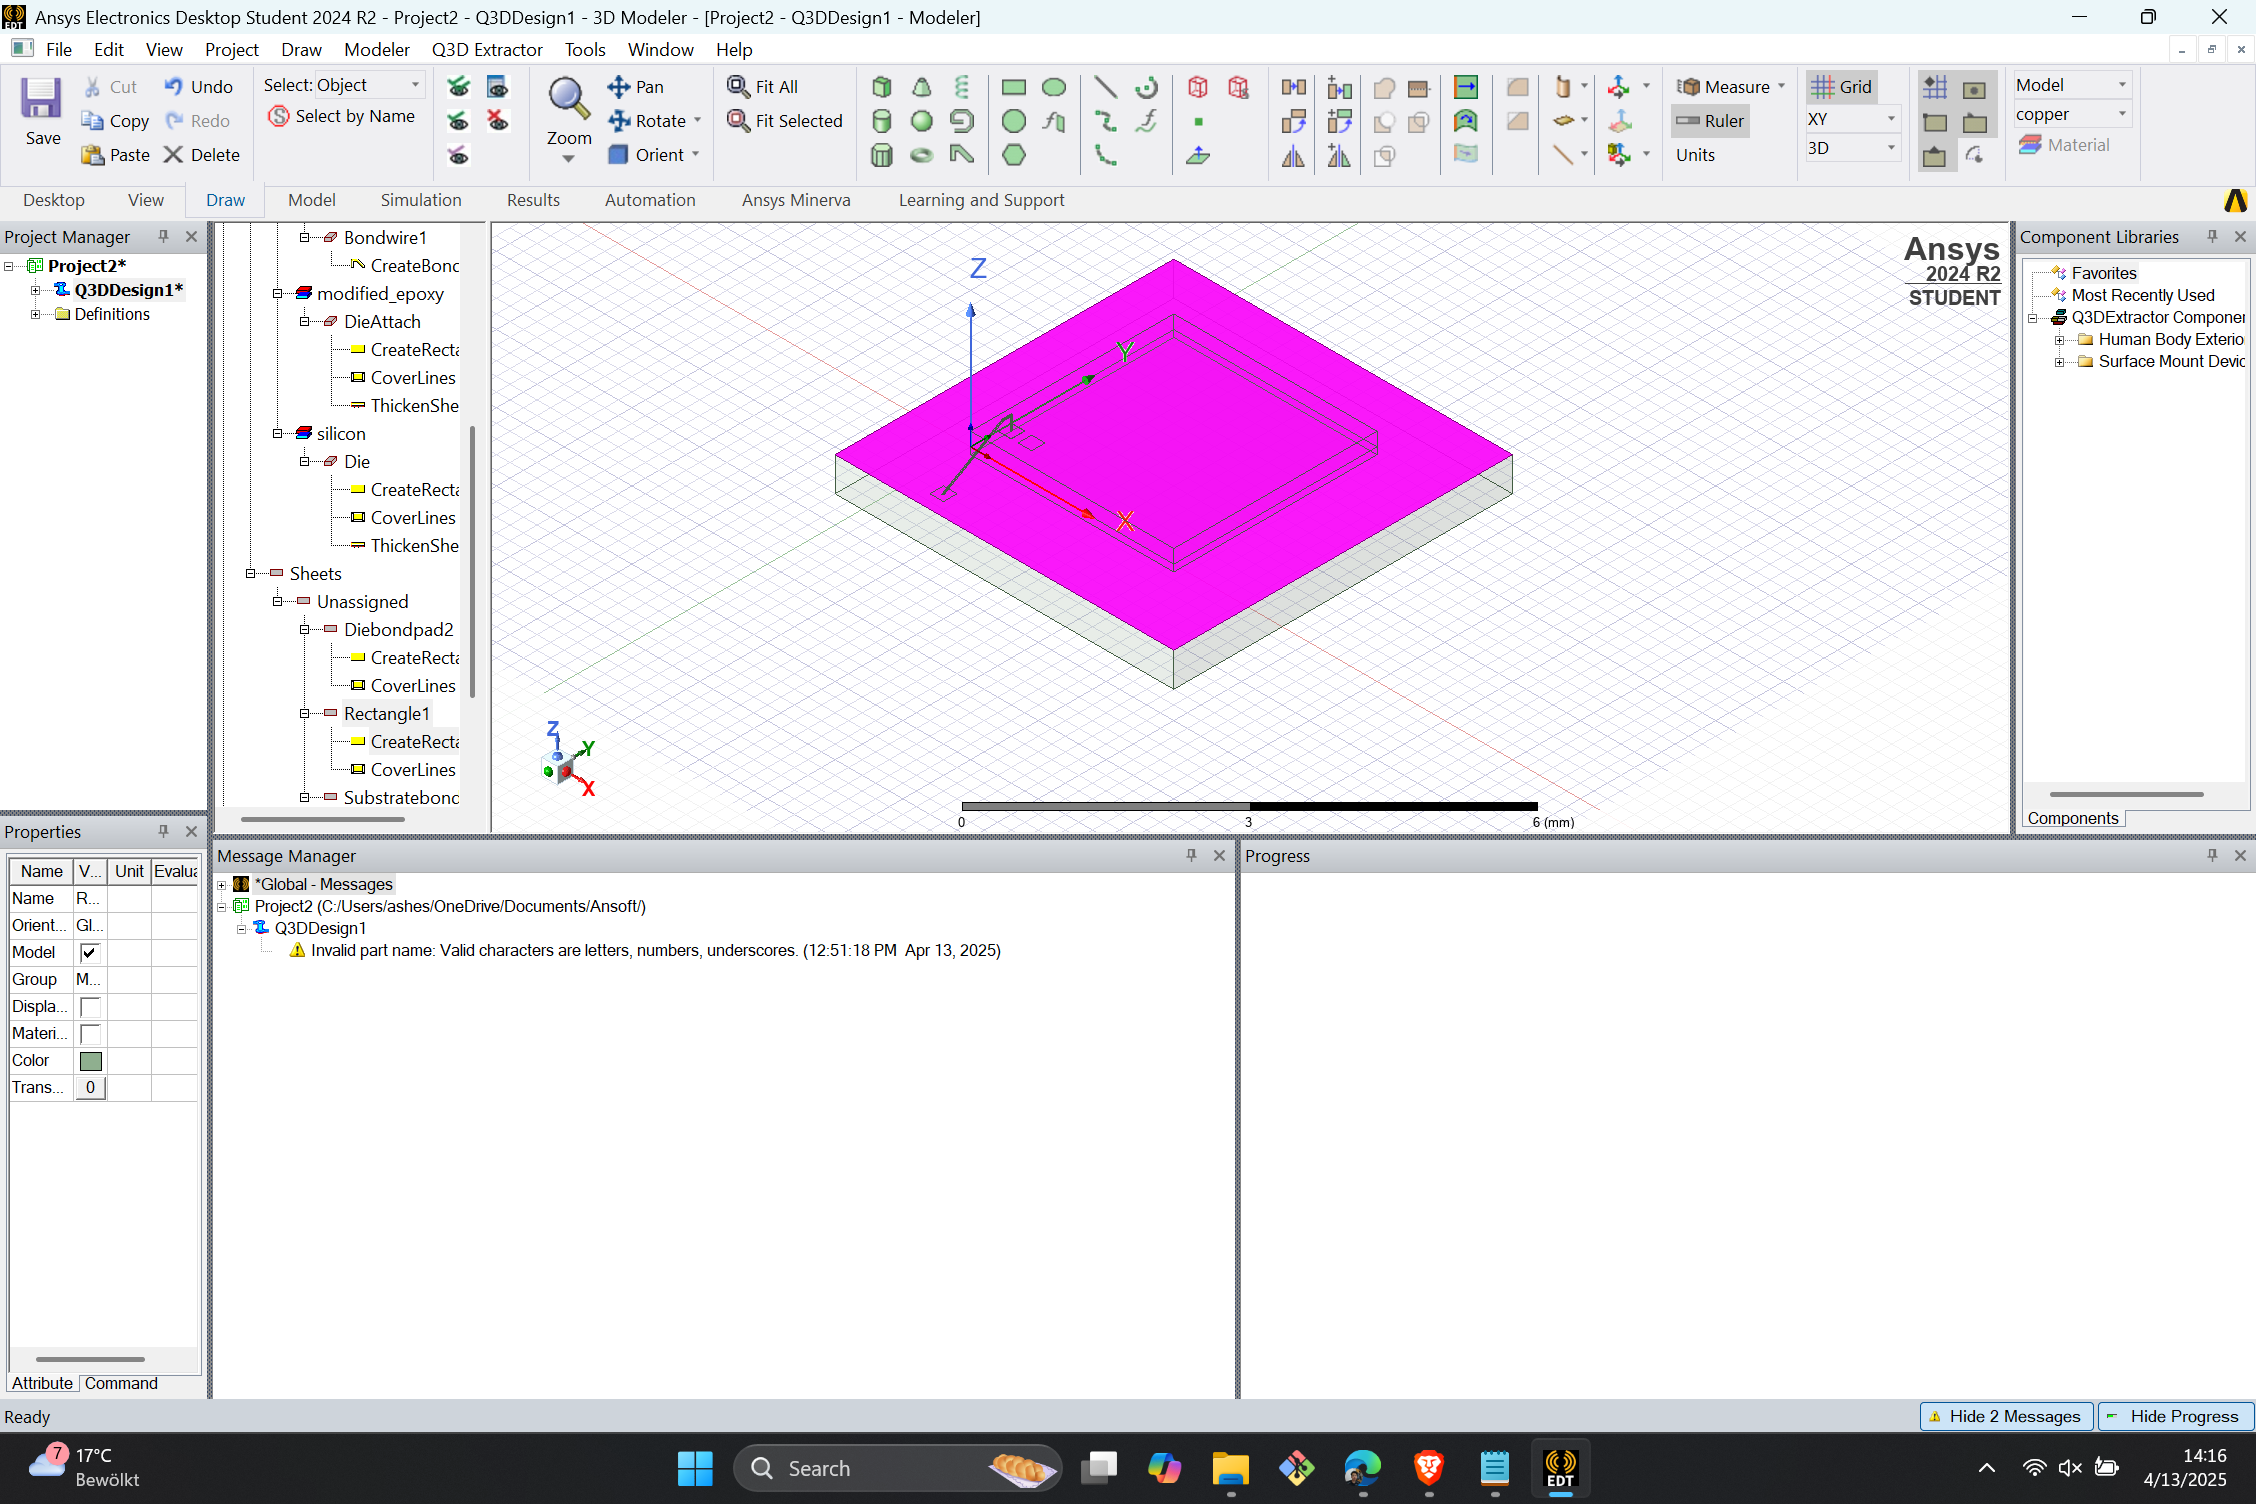 Ansys Electronics Desktop Student 2024 R2 - Project2 - Q3DDesign1 - 3D Modeler - [Project2 - Q3DDesign1 - Modeler]
File Edit View Project Draw Modeler Q3D Extractor Tools Window Help
Save
Cut
Copy
Paste
Undo
Redo
Delete
Select: Object
Select by Name
Zoom
Pan
Rotate
Orient
Fit All
Fit Selected
Measure
Ruler
Units
Grid
XY
3D
Model
copper
Material
Desktop View Draw Model Simulation Results Automation Ansys Minerva Learning and Support
Project Manager
Project2*
Q3DDesign1*
Definitions
Bondwire1
CreateBonc
modified_epoxy
DieAttach
CreateRecta
CoverLines
ThickenShe
silicon
Die
CreateRecta
CoverLines
ThickenShe
Sheets
Unassigned
Diebondpad2
CreateRecta
CoverLines
Rectangle1
CreateRecta
CoverLines
Substratebond
Z
Y
X
Ansys
2024 R2
STUDENT
Z
Y
X
0 3 6 (mm)
Component Libraries
Favorites
Most Recently Used
Q3DExtractor Componer
Human Body Exterio
Surface Mount Devic
Components
Properties
Name V... Unit Evalua
Name R...
Orient... Gl...
Model
Group M...
Displa...
Materi...
Color
Trans... 0
Attribute Command
Message Manager
*Global - Messages
Project2 (C:/Users/ashes/OneDrive/Documents/Ansoft/)
Q3DDesign1
Invalid part name: Valid characters are letters, numbers, underscores. (12:51:18 PM Apr 13, 2025)
Progress
Ready
Hide 2 Messages
Hide Progress
7
17°C
Bewölkt
Search
EDT
14:16
4/13/2025